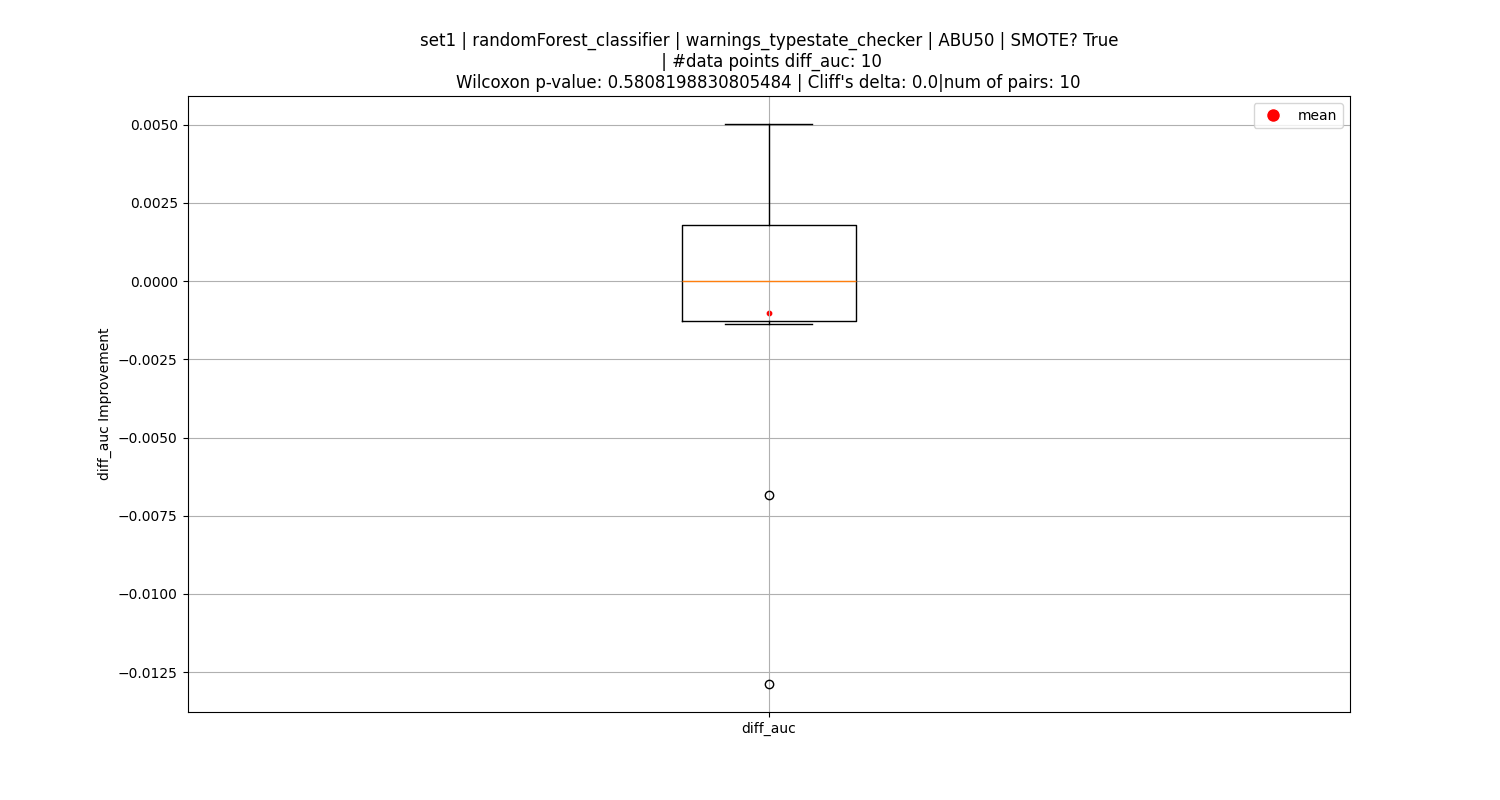 set1 | randomForest_classifier | warnings_typestate_checker | ABU50 | SMOTE? True
| #data points diff_auc: 10
Wilcoxon p-value: 0.5808198830805484 | Cliff's delta: 0.0|num of pairs: 10
mean
0.0050
0.0025
0.0000
−0.0025
−0.0050
−0.0075
−0.0100
−0.0125
diff_auc Improvement
diff_auc